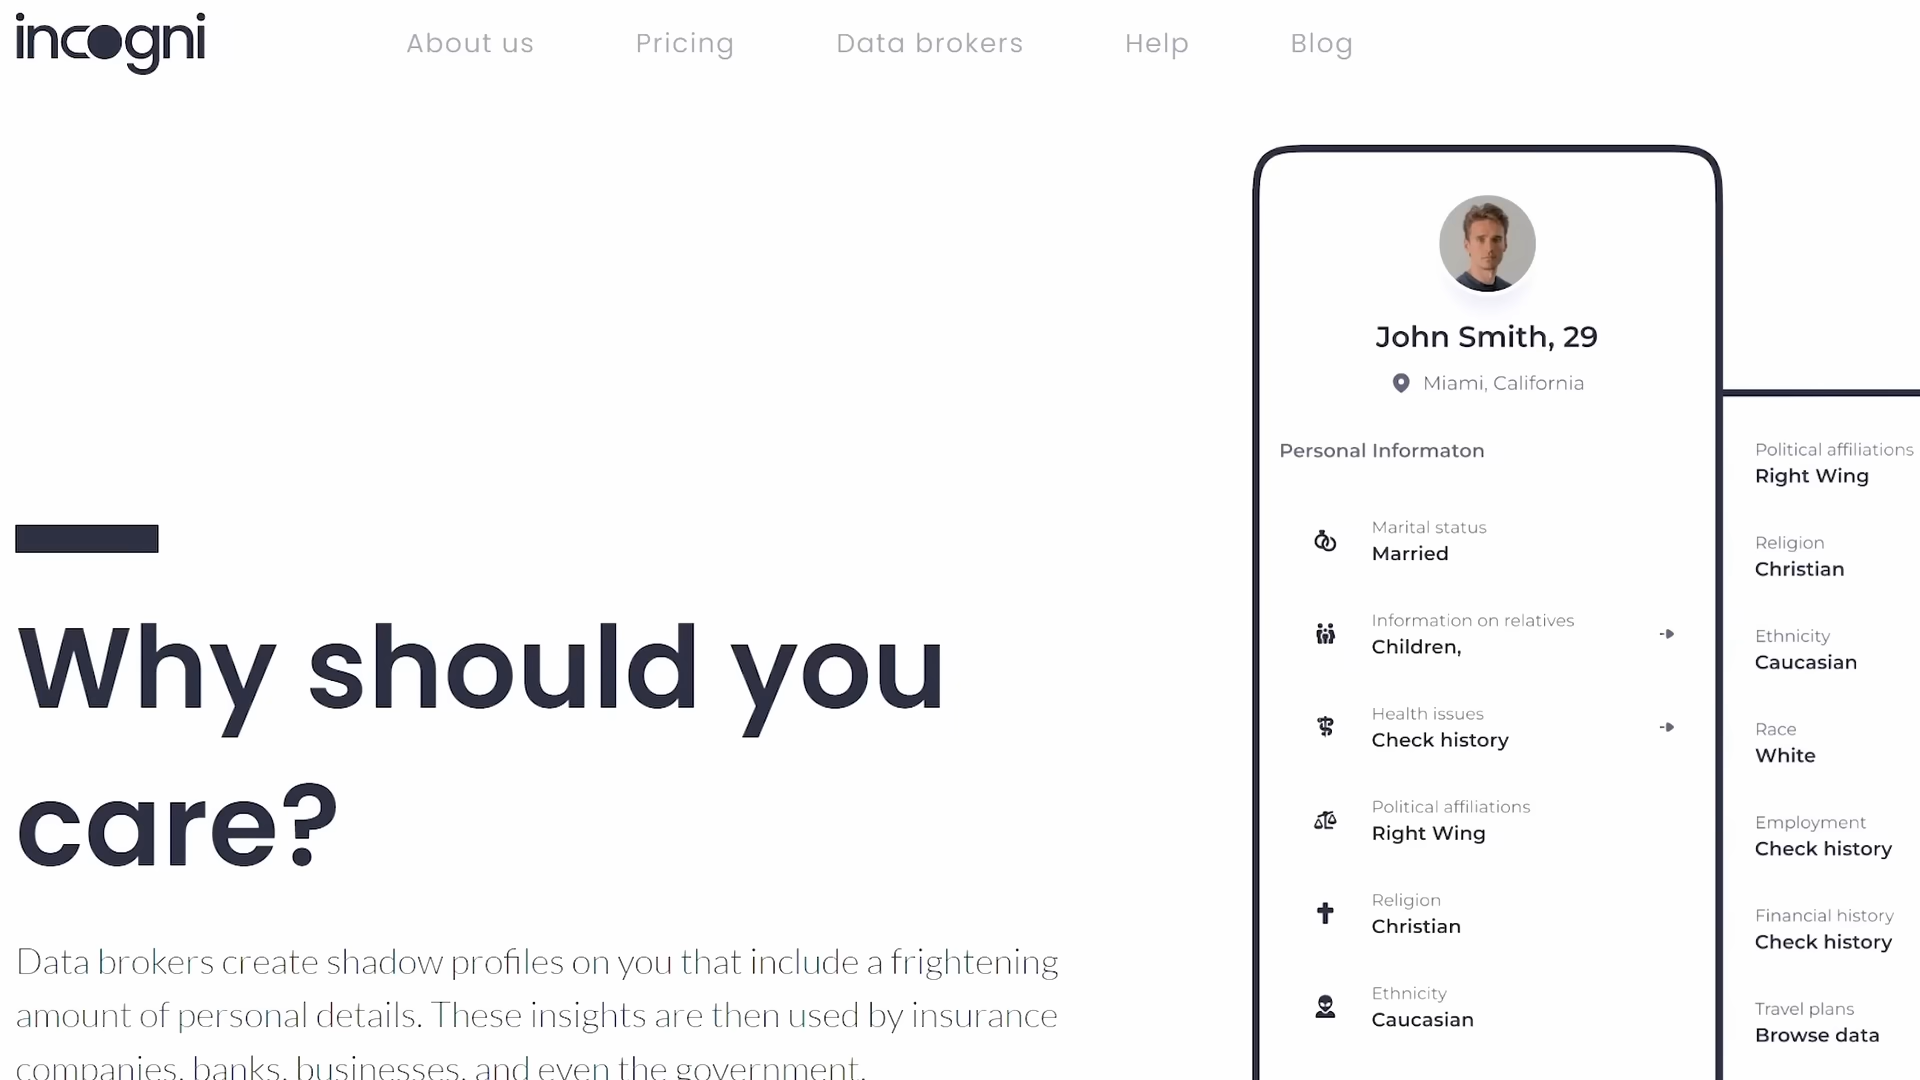 incogni
About us
Pricing
Data brokers
Help
Blog
Why should you
care?
Data brokers create shadow profiles on you that include a frightening
amount of personal details. These insights are then used by insurance
companies, banks, businesses, and even the government.
John Smith, 29
Miami, California
Personal Informaton
Marital status
Married
Information on relatives
Children,
Health issues
Check history
Political affiliations
Right Wing
Religion
Christian
Ethnicity
Caucasian
Political affiliations
Right Wing
Religion
Christian
Ethnicity
Caucasian
Race
White
Employment
Check history
Financial history
Check history
Travel plans
Browse data